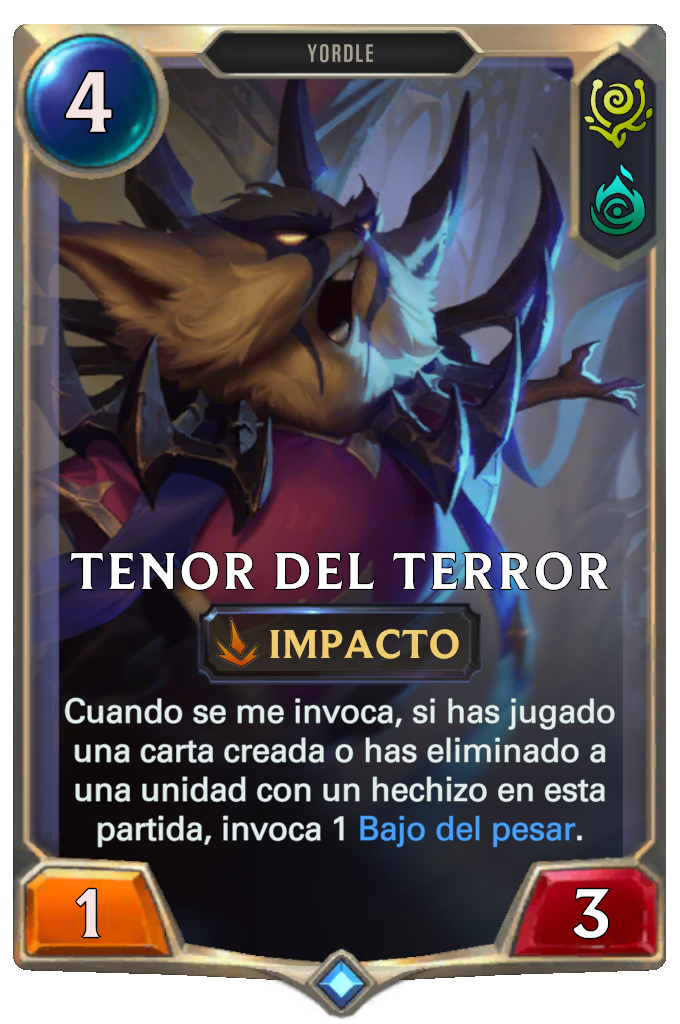 YORDLE
4
TENOR DEL TERROR
IMPACTO
Cuando se me invoca, si has jugado
una carta creada o has eliminado a
una unidad con un hechizo en esta
partida, invoca 1 Bajo del pesar.
1
3